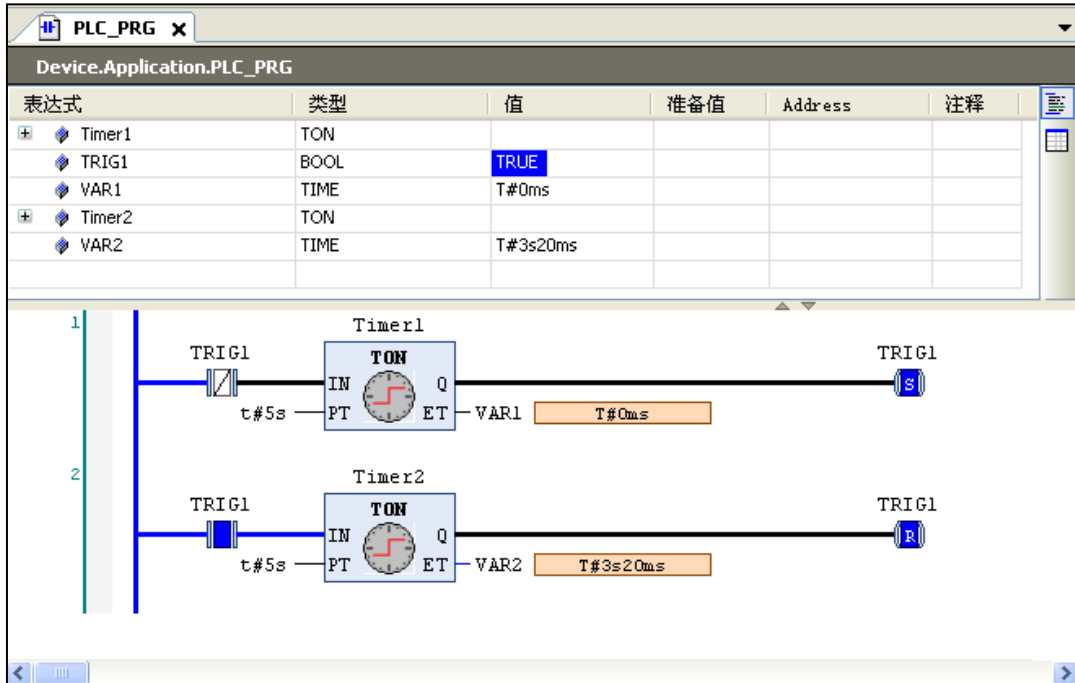 PLC_PRG X
Device.Application.PLC_PRG
表达式 类型 值 准备值 Address 注释
Timer1 TON
TRIG1 BOOL TRUE
VAR1 TIME T#0ms
Timer2 TON
VAR2 TIME T#3s20ms
1
Timer1
TRIG1 TON TRIG1
IN Q S
t#5s PT ET VAR1 T#0ms
2
Timer2
TRIG1 TON TRIG1
IN Q R
t#5s PT ET VAR2 T#3s20ms